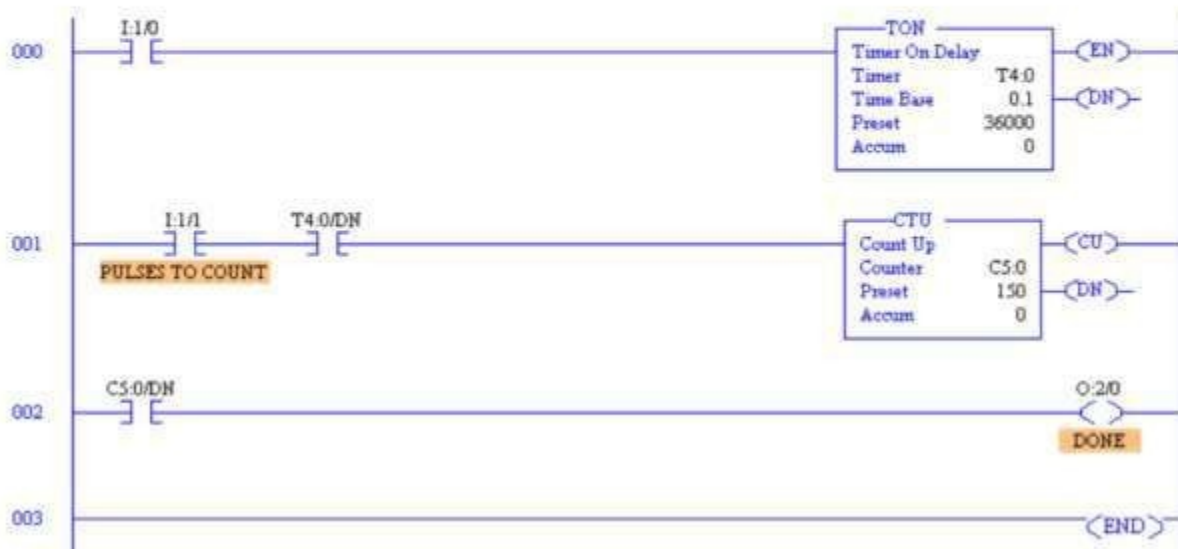 I:1/0
000
TON
Timer On Delay
Timer T4:0
Time Base 0.1
Preset 36000
Accum 0
EN
DN
I:1/1
T4:0/DN
001
PULSES TO COUNT
CTU
Count Up
Counter C5:0
Preset 150
Accum 0
CU
DN
C5:0/DN
002
O:2/0
DONE
003
END